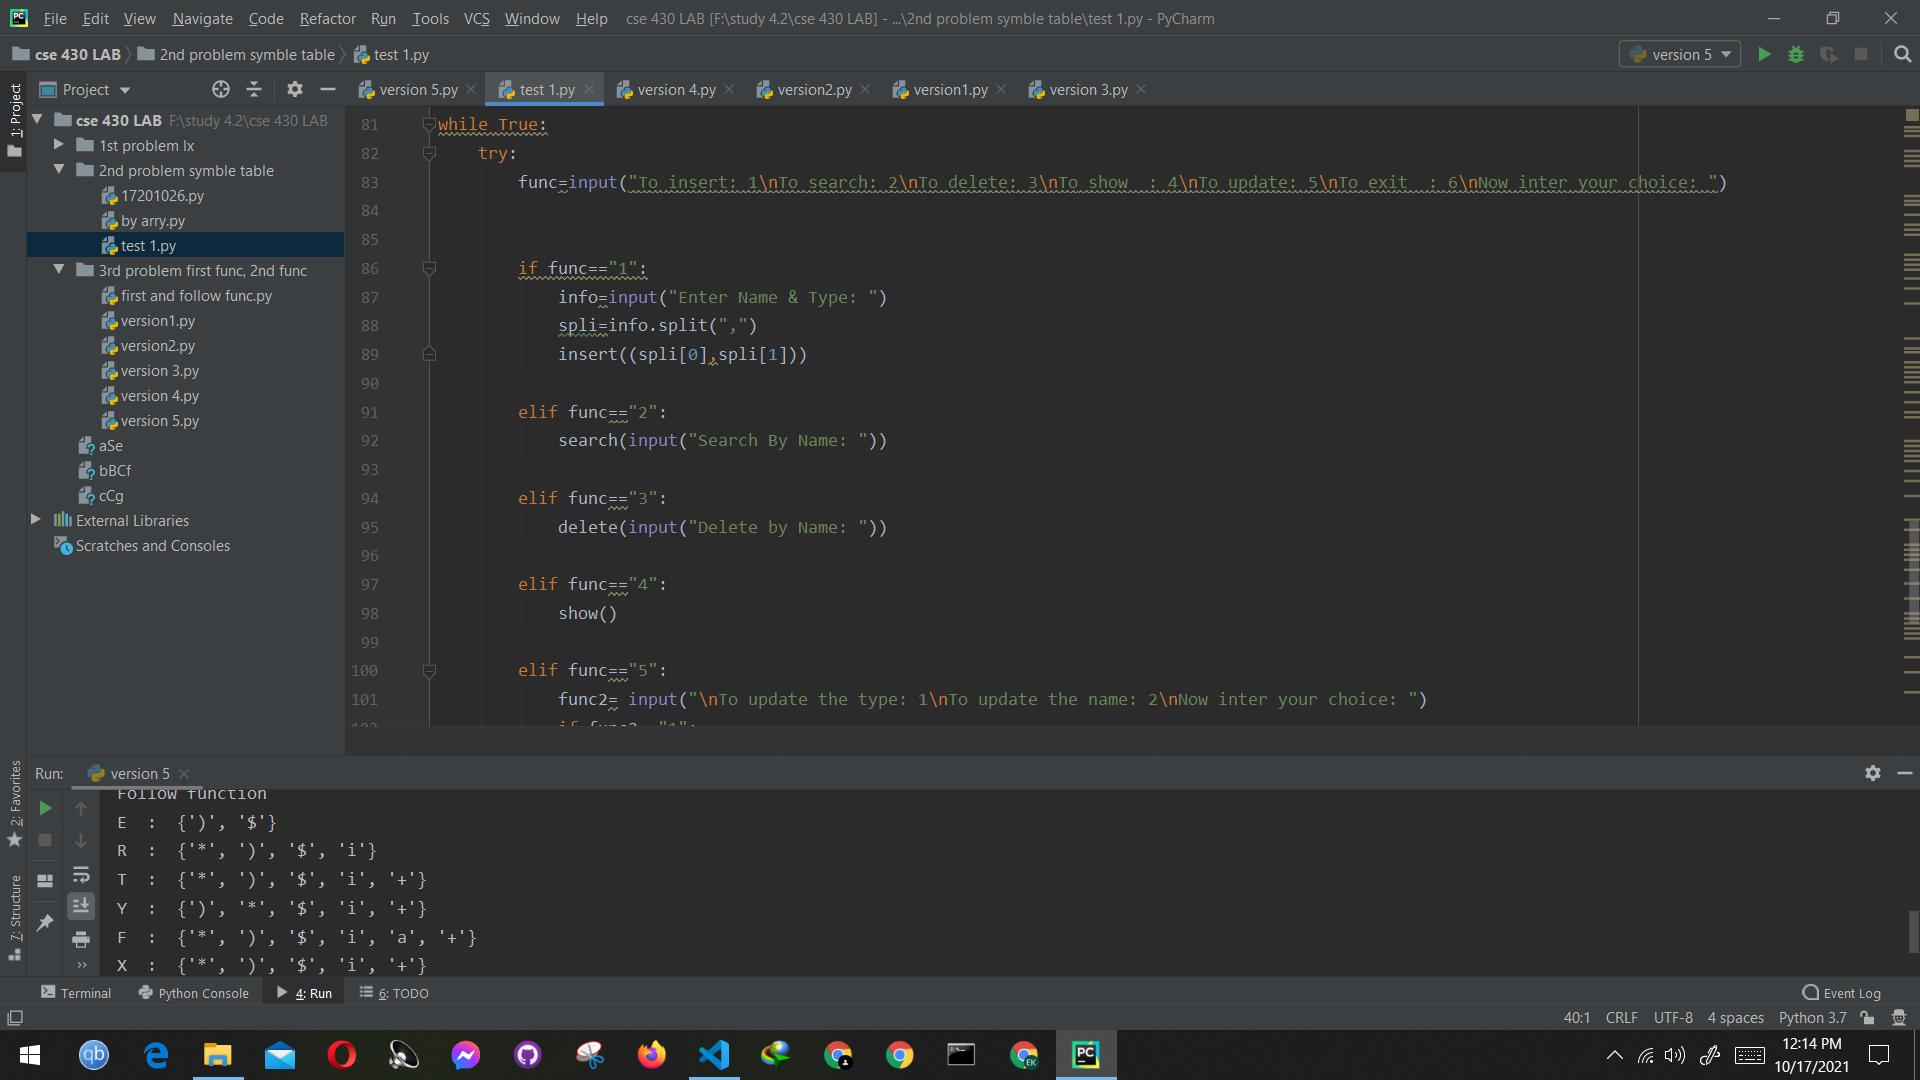 File Edit View Navigate Code Refactor Run Tools VCS Window Help cse 430 LAB [F:\study 4.2\cse 430 LAB] - ...\2nd problem symble table\test 1.py - PyCharm
cse 430 LAB 2nd problem symble table test 1.py version 5
Project version 5.py test 1.py version 4.py version2.py version1.py version 3.py
1: Project
cse 430 LAB F:\study 4.2\cse 430 LAB
1st problem lx
2nd problem symble table
17201026.py
by arry.py
test 1.py
3rd problem first func, 2nd func
first and follow func.py
version1.py
version2.py
version 3.py
version 4.py
version 5.py
aSe
bBCf
cCg
External Libraries
Scratches and Consoles
81 while True:
82 try:
83 func=input("To insert: 1\nTo search: 2\nTo delete: 3\nTo show  : 4\nTo update: 5\nTo exit  : 6\nNow inter your choice: ")
84
85
86 if func=="1":
87 info=input("Enter Name & Type: ")
88 spli=info.split(",")
89 insert((spli[0],spli[1]))
90
91 elif func=="2":
92 search(input("Search By Name: "))
93
94 elif func=="3":
95 delete(input("Delete by Name: "))
96
97 elif func=="4":
98 show()
99
100 elif func=="5":
101 func2= input("\nTo update the type: 1\nTo update the name: 2\nNow inter your choice: ")
2: Favorites
7: Structure
Run: version 5
Follow function
E  :  {')', '$'}
R  :  {'*', ')', '$', 'i'}
T  :  {'*', ')', '$', 'i', '+'}
Y  :  {')', '*', '$', 'i', '+'}
F  :  {'*', ')', '$', 'i', 'a', '+'}
X  :  {'*', ')', '$', 'i', '+'}
Terminal Python Console 4: Run 6: TODO Event Log
40:1 CRLF UTF-8 4 spaces Python 3.7
qb EK PC
12:14 PM
10/17/2021